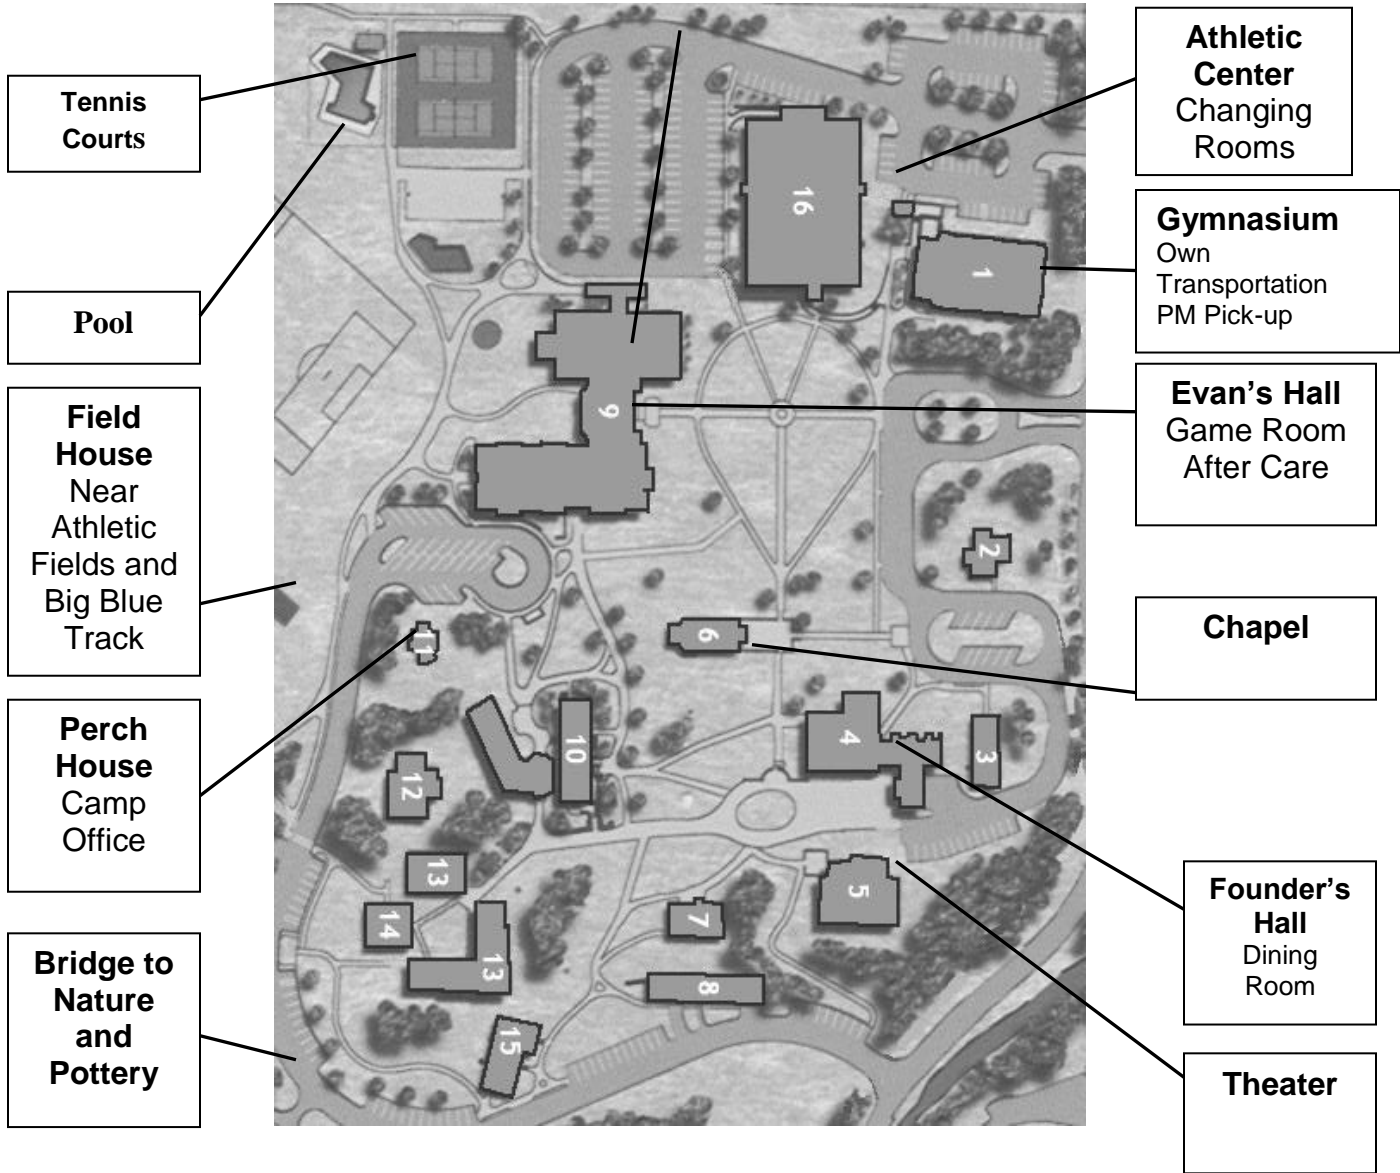 Tennis
Courts
Pool
Field
House
Near
Athletic
Fields and
Big Blue
Track
Perch
House
Camp
Office
Bridge to
Nature
and
Pottery
Athletic
Center
Changing
Rooms
Gymnasium
Own
Transportation
PM Pick-up
Evan's Hall
Game Room
After Care
Chapel
Founder's
Hall
Dining
Room
Theater
16
1
9
2
6
11
10
4
3
12
13
5
14
7
13
8
15